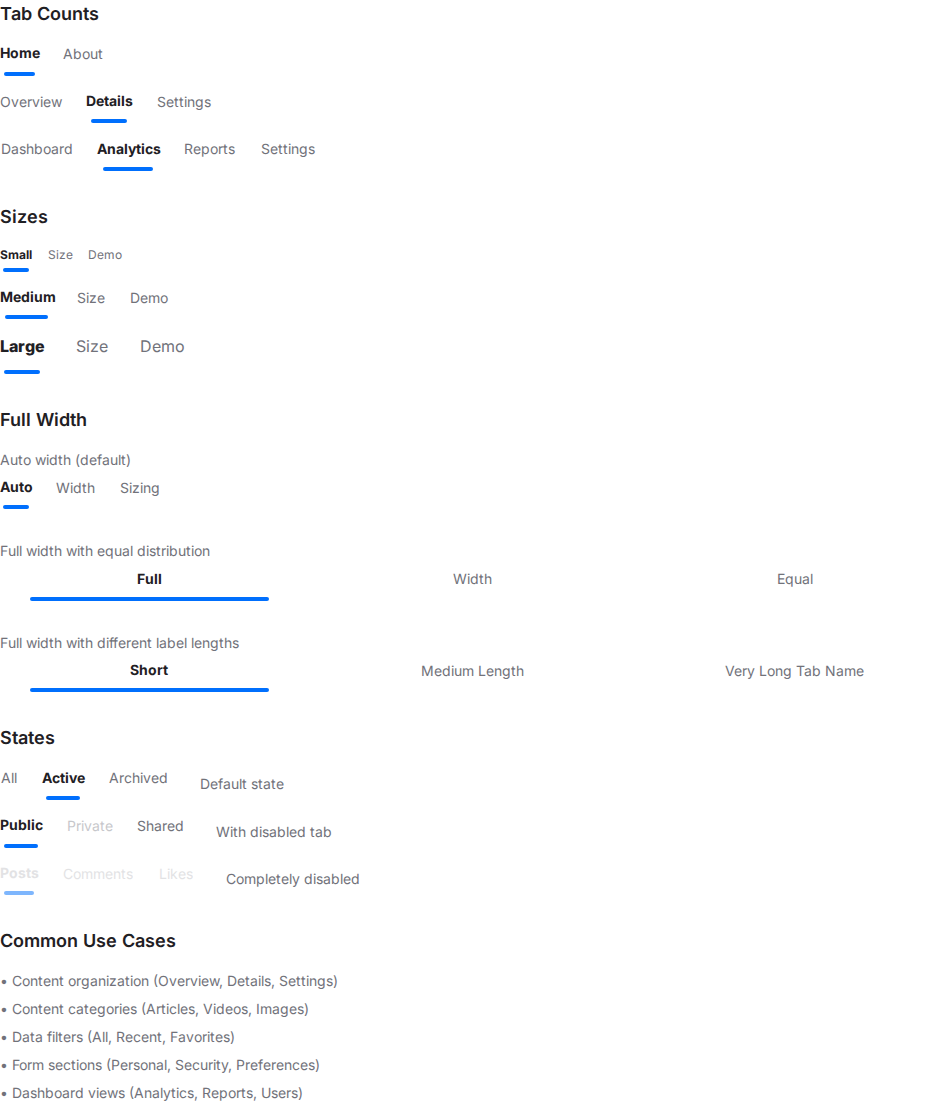 Tab Counts
Home About
Overview Details Settings
Dashboard Analytics Reports Settings
Sizes
Small Size Demo
Medium Size Demo
Large Size Demo
Full Width
Auto width (default)
Auto Width Sizing
Full width with equal distribution
Full Width Equal
Full width with different label lengths
Short Medium Length Very Long Tab Name
States
All Active Archived Default state
Public Private Shared With disabled tab
Posts Comments Likes Completely disabled
Common Use Cases
• Content organization (Overview, Details, Settings)
• Content categories (Articles, Videos, Images)
• Data filters (All, Recent, Favorites)
• Form sections (Personal, Security, Preferences)
• Dashboard views (Analytics, Reports, Users)